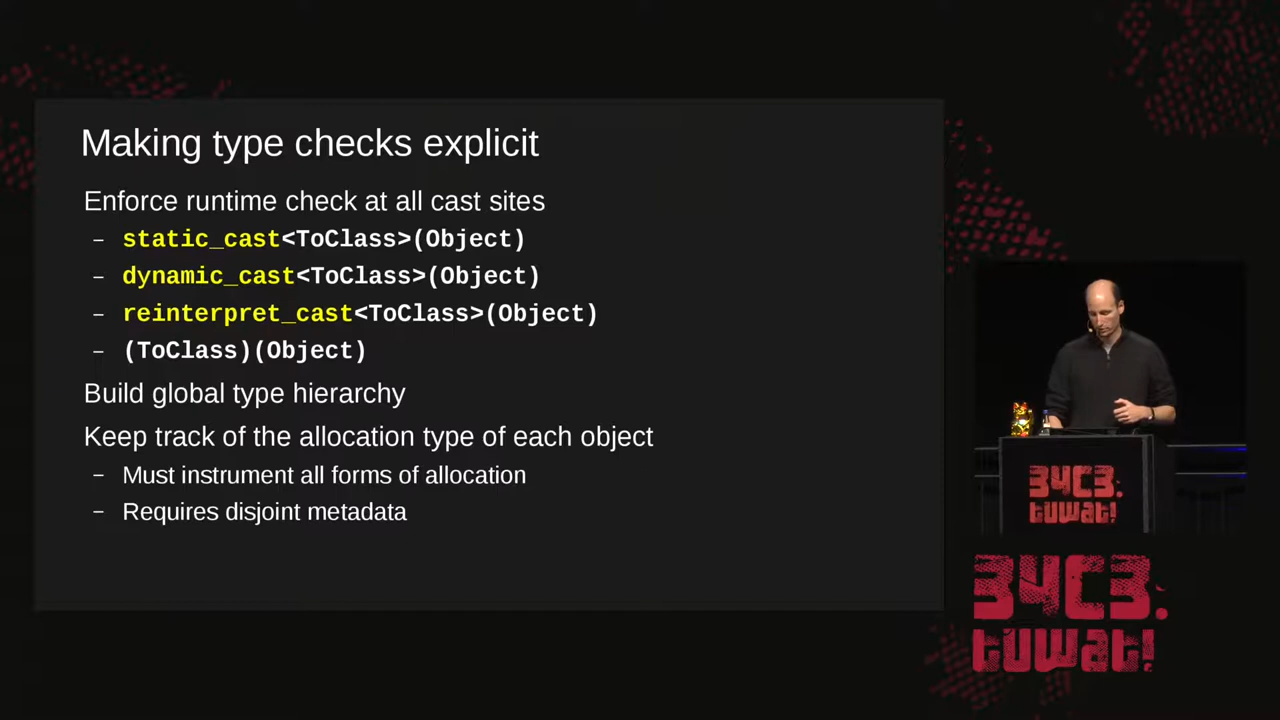 Making type checks explicit
Enforce runtime check at all cast sites
– static_cast<ToClass>(Object)
– dynamic_cast<ToClass>(Object)
– reinterpret_cast<ToClass>(Object)
– (ToClass)(Object)
Build global type hierarchy
Keep track of the allocation type of each object
– Must instrument all forms of allocation
– Requires disjoint metadata
34C3.
tuwat!
34C3.
tuwat!